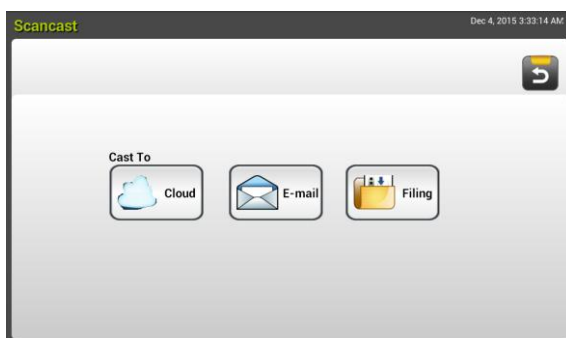 Scancast
Dec 4, 2015 3:33:14 AM
Cast To
Cloud
E-mail
Filing